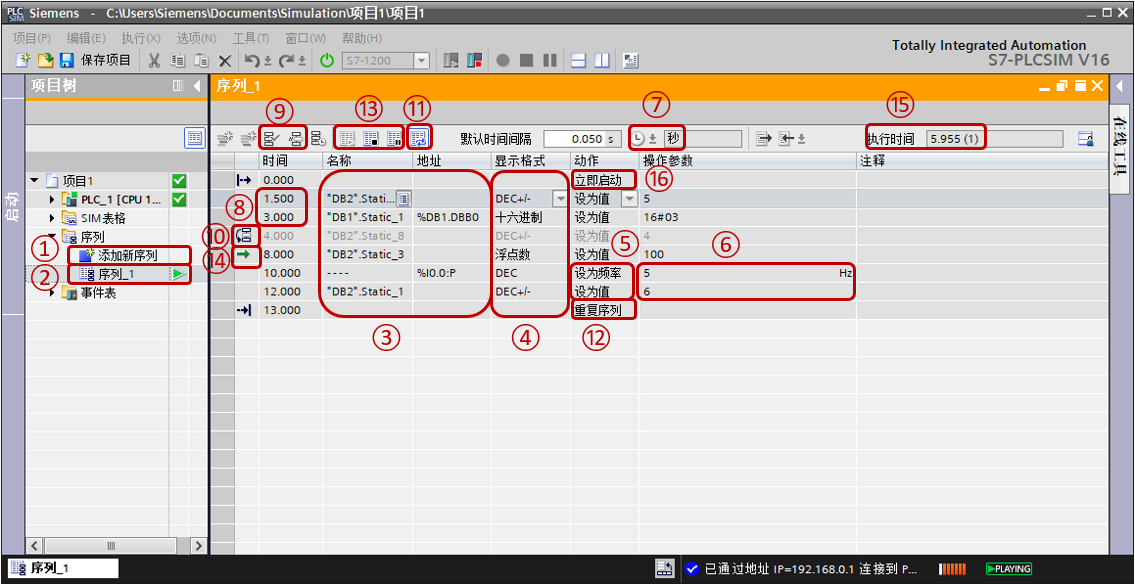 PLC SIM Siemens - C:\Users\Siemens\Documents\Simulation\项目1\项目1
项目(P) 编辑(E) 执行(X) 选项(N) 工具(T) 窗口(W) 帮助(H)
Totally Integrated Automation
S7-PLCSIM V16
保存项目 S7-1200
项目树 序列_1
⑨ ⑬ ⑪ ⑦ ⑮
默认时间间隔 0.050 s 秒 执行时间 5.955 (1)
时间 名称 地址 显示格式 动作 操作参数 注释
0.000 立即启动 ⑯
1.500 "DB2".Stati... DEC+/- 设为值 5
⑧
3.000 "DB1".Static_1 %DB1.DBB0 十六进制 设为值 16#03
⑩ 4.000 "DB2".Static_8 DEC+/- 设为值 4
⑭ 8.000 "DB2".Static_3 浮点数 设为值 100
⑤ ⑥
10.000 ---- %I0.0:P DEC 设为频率 5 Hz
12.000 "DB2".Static_1 DEC+/- 设为值 6
13.000 重复序列
③ ④ ⑫
项目1
PLC_1 [CPU 1...
SIM表格
序列
① 添加新序列
② 序列_1
事件表
启动
在线工具
序列_1 已通过地址 IP=192.168.0.1 连接到 P... PLAYING